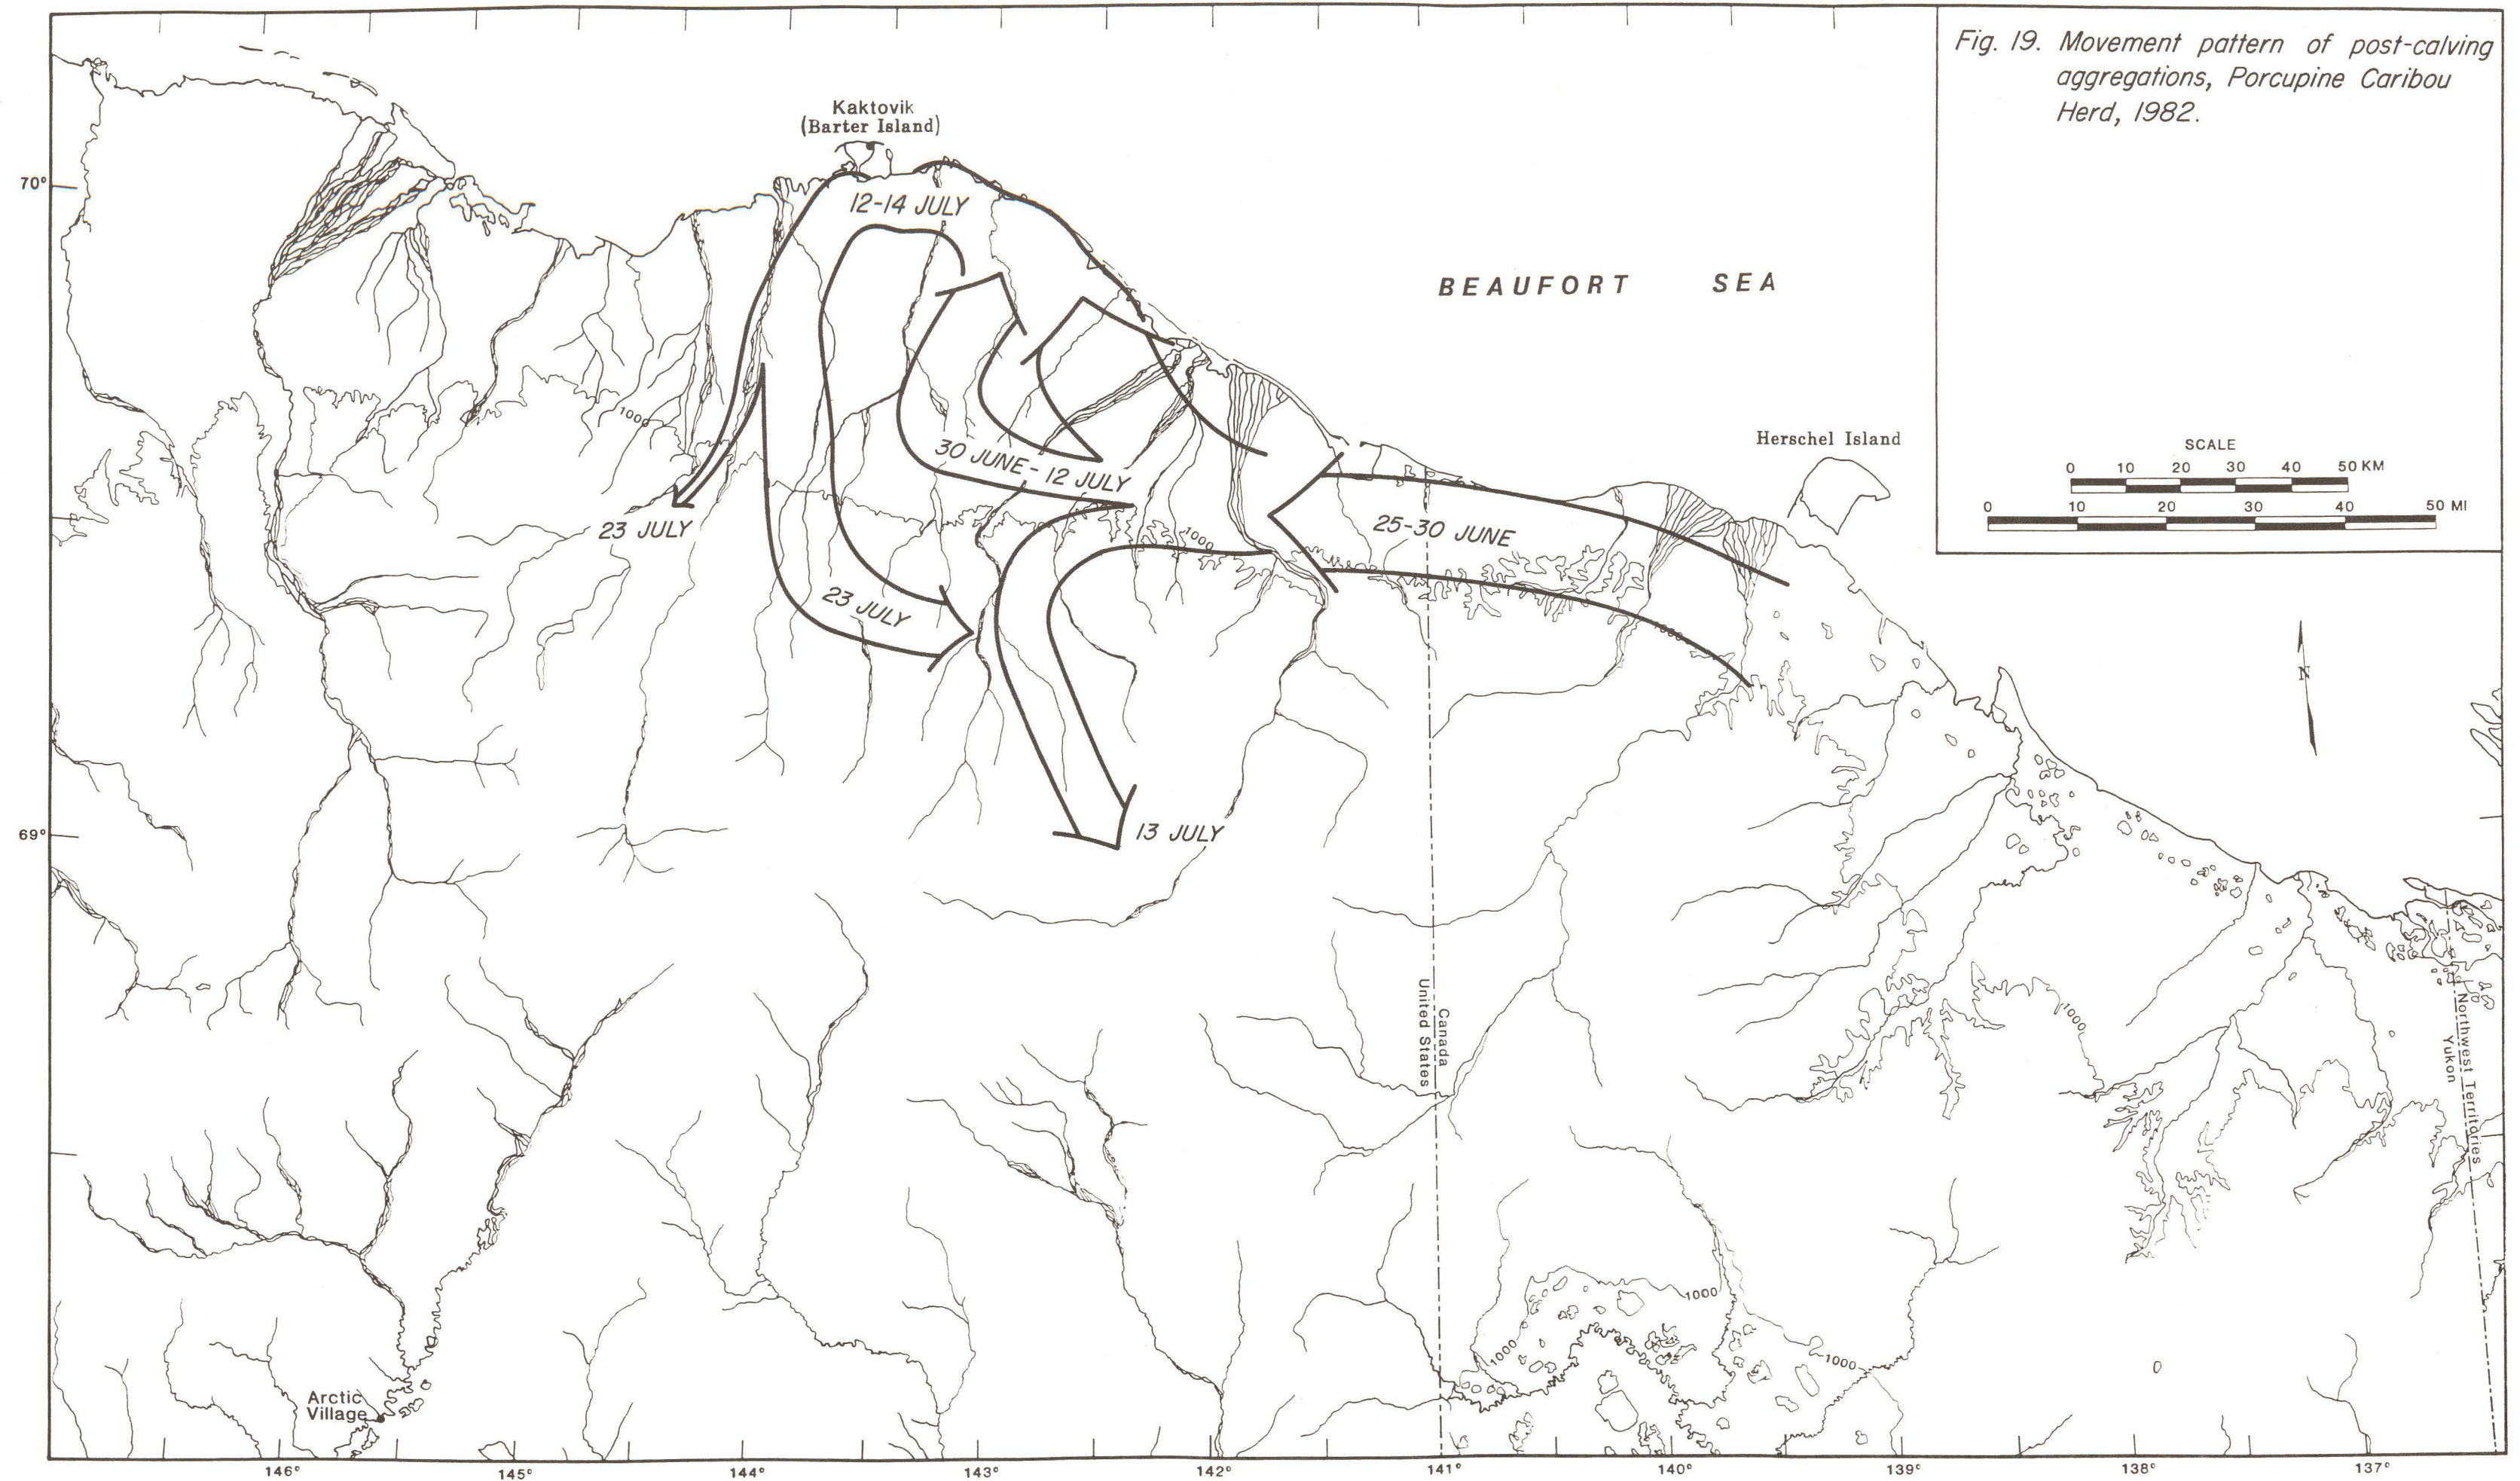 Fig. 19. Movement pattern of post-calving
aggregations, Porcupine Caribou
Herd, 1982.
Kaktovik
(Barter Island)
70°
12-14 JULY
BEAUFORT SEA
1000
Herschel Island
SCALE
0 10 20 30 40 50 KM
0 10 20 30 40 50 MI
30 JUNE - 12 JULY
23 JULY
25-30 JUNE
1000
23 JULY
1000
N
69°
13 JULY
United States
Canada
1000
Northwest Territories
Yukon
1000
1000
1000
Arctic
Village
146° 145° 144° 143° 142° 141° 140° 139° 138° 137°